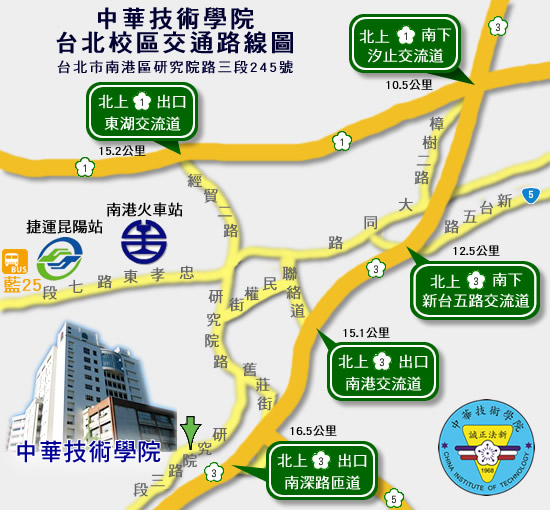 中華技術學院
台北校區交通路線圖
台北市南港區研究院路三段245號
北上 1 南下
汐止交流道
3
10.5公里
北上 1 出口
東湖交流道
15.2公里
1
1
樟樹二路
經貿二路
新台五路
5
大同路
南港火車站
捷運昆陽站
BUS
藍25
忠孝東路七段
12.5公里
北上 3 南下
新台五路交流道
3
民權街
聯絡道
研究院路
15.1公里
北上 3 出口
南港交流道
舊莊街
中華技術學院
16.5公里
北上 3 出口
南深路匝道
研究院路三段
3
5
中華技術學院
誠正法新
1968
CHINA INSTITUTE OF TECHNOLOGY